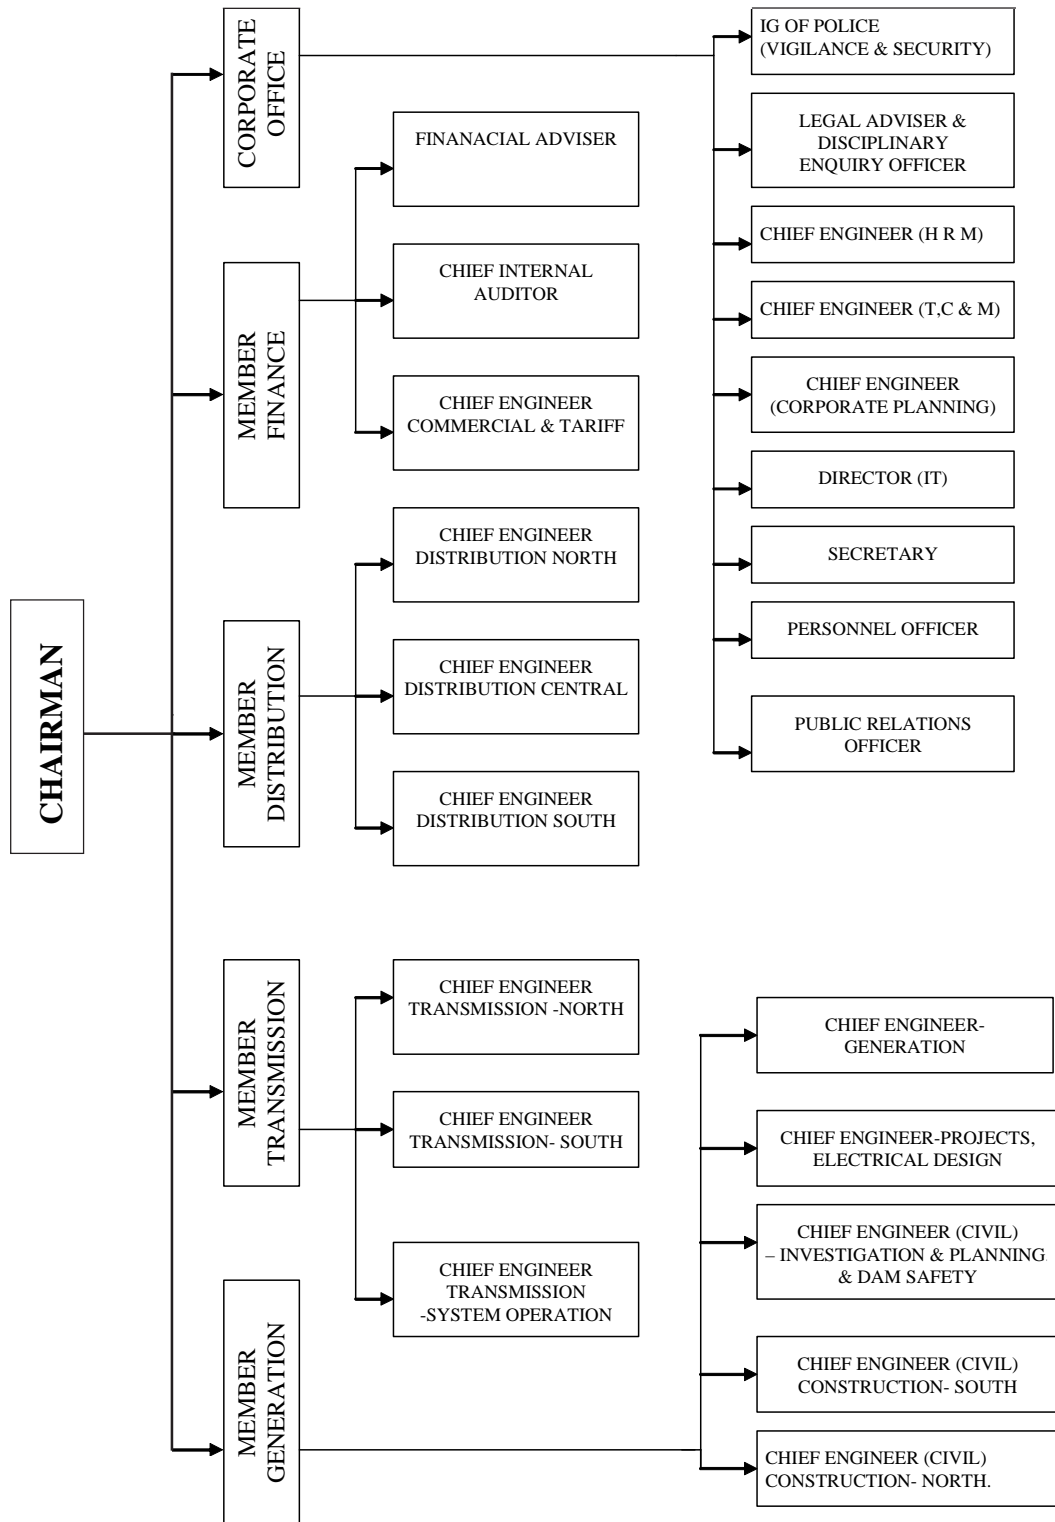 CHAIRMAN
CORPORATE
OFFICE
IG OF POLICE
(VIGILANCE & SECURITY)
LEGAL ADVISER &
DISCIPLINARY
ENQUIRY OFFICER
CHIEF ENGINEER (H R M)
CHIEF ENGINEER (T,C & M)
CHIEF ENGINEER
(CORPORATE PLANNING)
DIRECTOR (IT)
SECRETARY
PERSONNEL OFFICER
PUBLIC RELATIONS
OFFICER
MEMBER
FINANCE
FINANACIAL ADVISER
CHIEF INTERNAL
AUDITOR
CHIEF ENGINEER
COMMERCIAL & TARIFF
MEMBER
DISTRIBUTION
CHIEF ENGINEER
DISTRIBUTION NORTH
CHIEF ENGINEER
DISTRIBUTION CENTRAL
CHIEF ENGINEER
DISTRIBUTION SOUTH
MEMBER
TRANSMISSION
CHIEF ENGINEER
TRANSMISSION -NORTH
CHIEF ENGINEER
TRANSMISSION- SOUTH
CHIEF ENGINEER
TRANSMISSION
-SYSTEM OPERATION
MEMBER
GENERATION
CHIEF ENGINEER-
GENERATION
CHIEF ENGINEER-PROJECTS,
ELECTRICAL DESIGN
CHIEF ENGINEER (CIVIL)
– INVESTIGATION & PLANNING
& DAM SAFETY
CHIEF ENGINEER (CIVIL)
CONSTRUCTION- SOUTH
CHIEF ENGINEER (CIVIL)
CONSTRUCTION- NORTH.